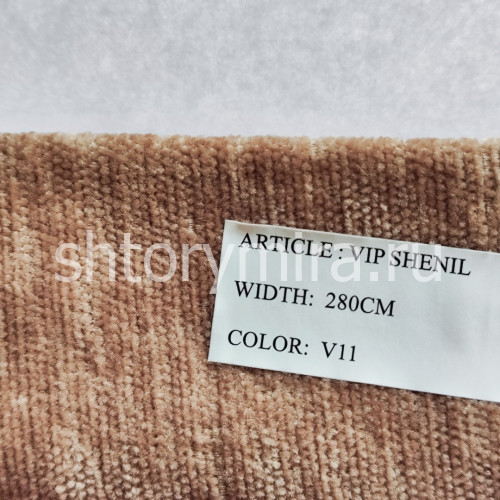 ARTICLE : VIP SHENIL
shtorymira.ru
WIDTH: 280CM
COLOR: V11